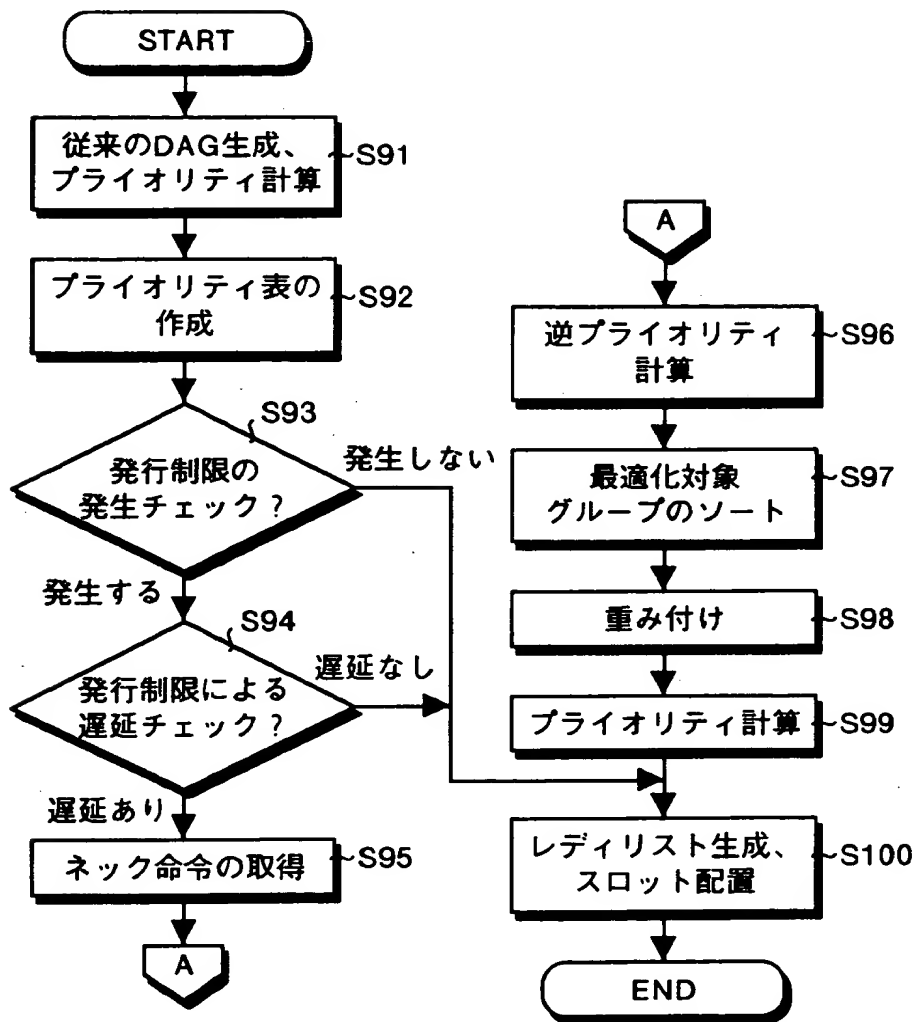 START
従来のDAG生成、
プライオリティ計算
~S91
プライオリティ表の
作成
~S92
S93
発行制限の
発生チェック?
発生しない
発生する
S94
発行制限による
遅延チェック?
遅延なし
遅延あり
ネック命令の取得
~S95
A
A
逆プライオリティ
計算
~S96
最適化対象
グループのソート
~S97
重み付け
~S98
プライオリティ計算
~S99
レディリスト生成、
スロット配置
~S100
END